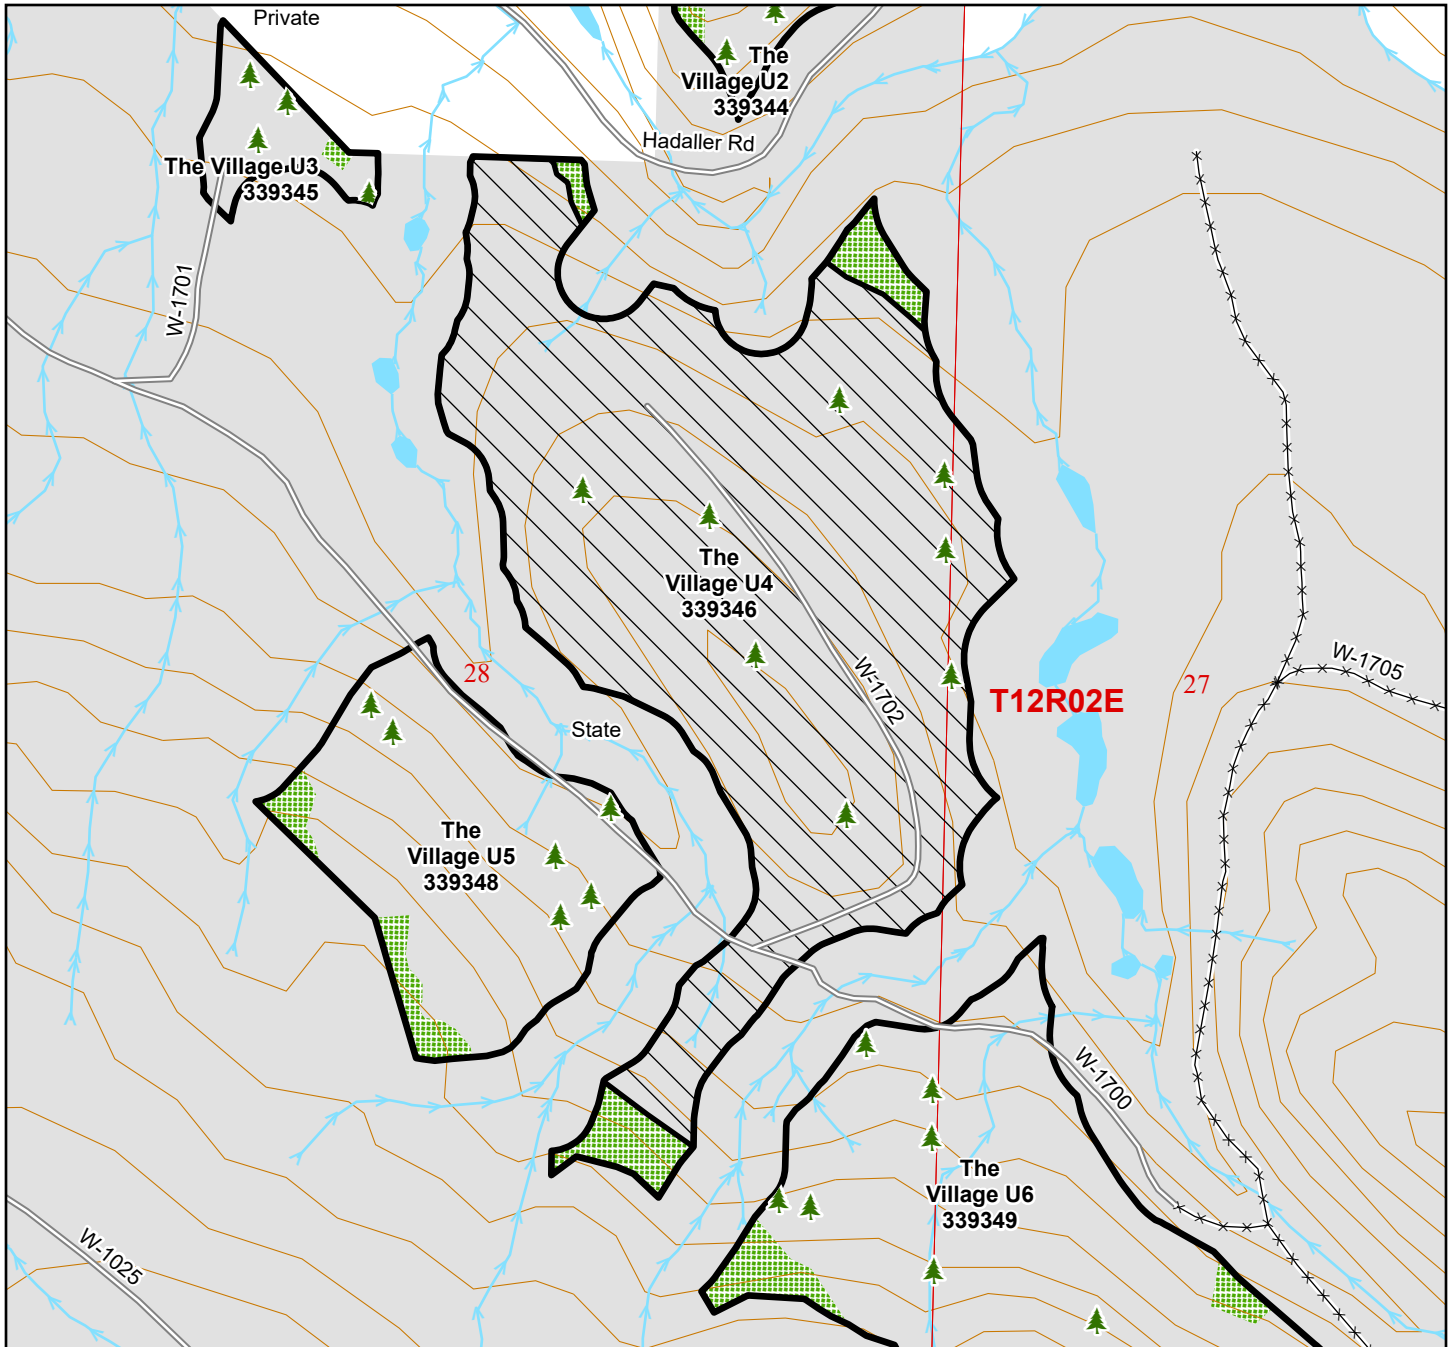 Private
The
Village U2
339344
Hadaller Rd
The Village U3
339345
W-1701
The
Village U4
339346
W-1702
W-1705
28
27
T12R02E
State
The
Village U5
339348
W-1700
The
Village U6
339349
W-1025